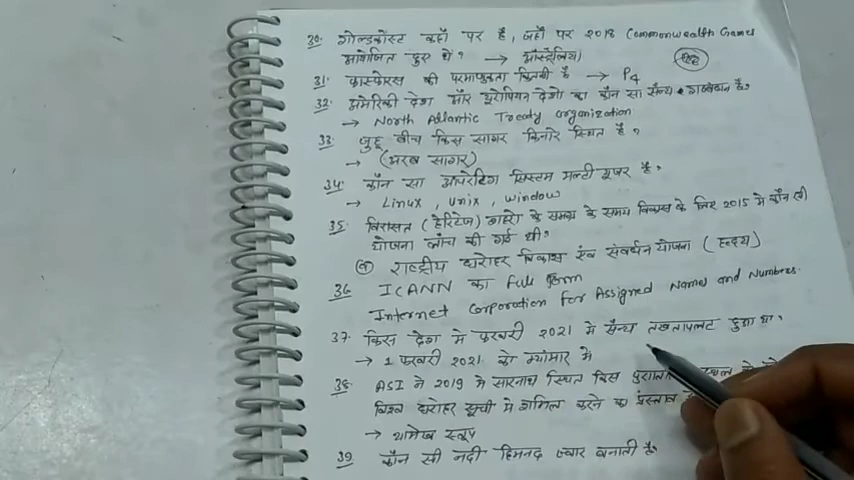 30. गोल्डकोस्ट कहाँ पर है, जहाँ पर 2018 Commonwealth Games
आयोजित हुए थे? → ऑस्ट्रेलिया
31. फास्फोरस की परमाणुकता कितनी है → P4
32. अमेरिकी देश और यूरोपियन देशो का कौन सा सैन्य गठबंधन है?
→ North Atlantic Treaty Organization
33. जुहू बीच किस सागर किनारे स्थित है?
→ (अरब सागर)
34. कौन सा ऑपरेटिंग सिस्टम मल्टी यूजर है?
→ Linux, Unix, Window
35. विरासत (हेरिटेज) शहरो के समग्र के समग्र विकास के लिए 2015 मे कौन सी
योजना लांच की गई थी?
राष्ट्रीय धरोहर विकास एंव संवर्धन योजना (हृदय)
36. ICANN का Full Form
Internet Corporation For Assigned Names and Numbers.
37. किस देश मे फरवरी 2021 मे सैन्य तख्तापलट हुआ था?
→ 1 फरवरी 2021 को म्यांमार मे
38. ASI ने 2019 मे सारनाथ स्थित किस
विश्व धरोहर सूची मे शामिल करने का प्रस्ताव
→ धामेख स्तूप
39. कौन सी नदी हिमनद ज्वार बनाती है?